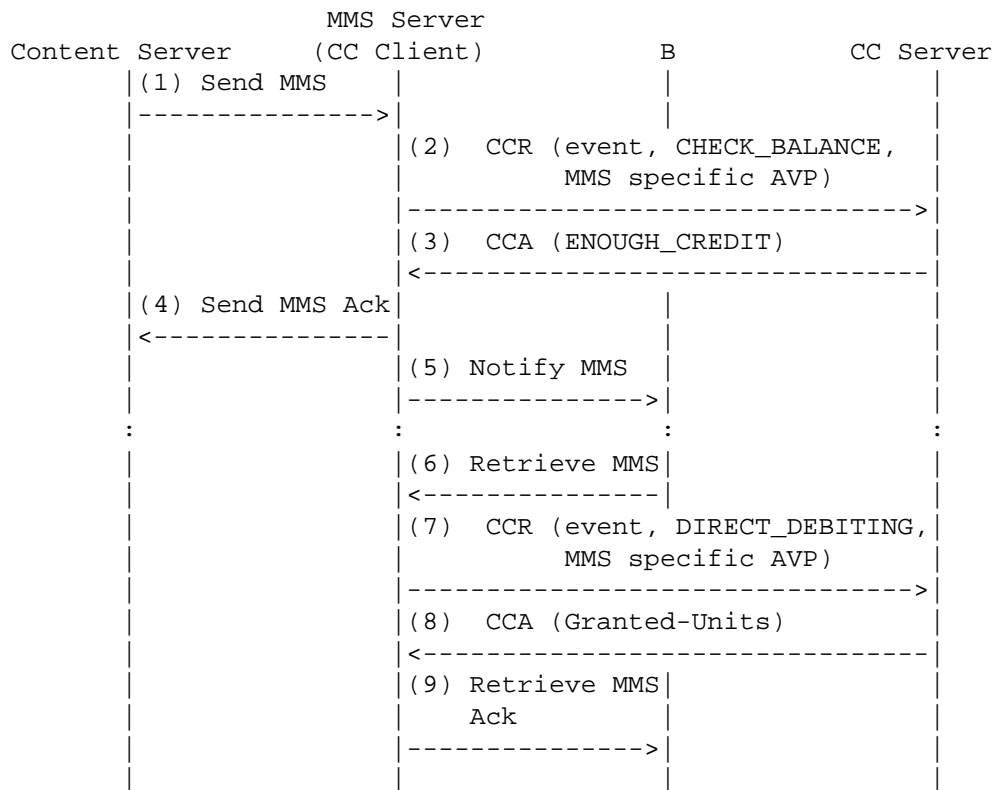 MMS Server
Content Server (CC Client) B CC Server
(1) Send MMS
(2) CCR (event, CHECK_BALANCE,
MMS specific AVP)
(3) CCA (ENOUGH_CREDIT)
(4) Send MMS Ack
(5) Notify MMS
(6) Retrieve MMS
(7) CCR (event, DIRECT_DEBITING,
MMS specific AVP)
(8) CCA (Granted-Units)
(9) Retrieve MMS
Ack